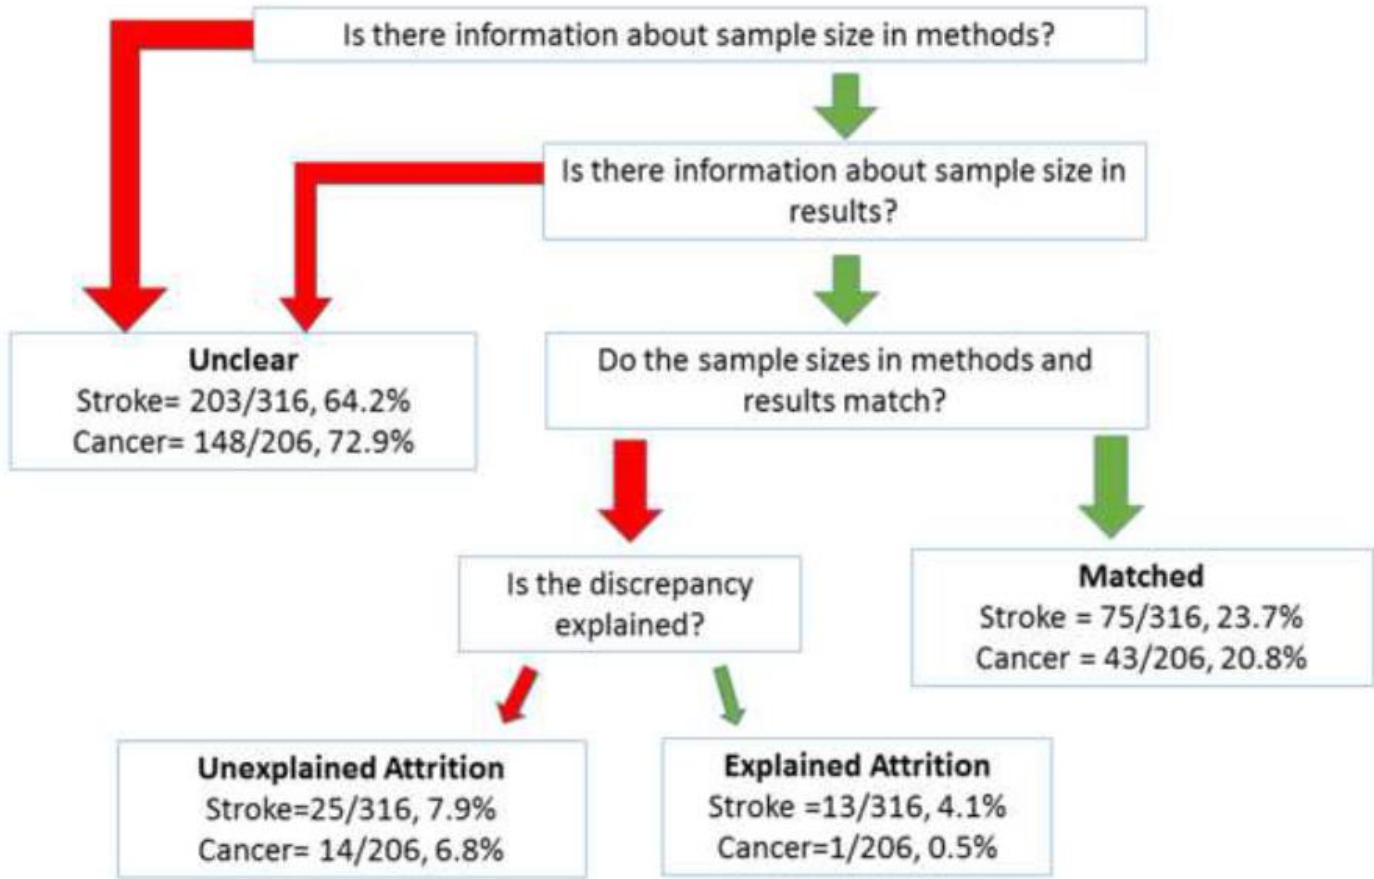 Is there information about sample size in methods?
Is there information about sample size in
results?
Do the sample sizes in methods and
results match?
Unclear
Stroke= 203/316, 64.2%
Cancer= 148/206, 72.9%
Is the discrepancy
explained?
Matched
Stroke = 75/316, 23.7%
Cancer = 43/206, 20.8%
Unexplained Attrition
Stroke=25/316, 7.9%
Cancer= 14/206, 6.8%
Explained Attrition
Stroke =13/316, 4.1%
Cancer=1/206, 0.5%